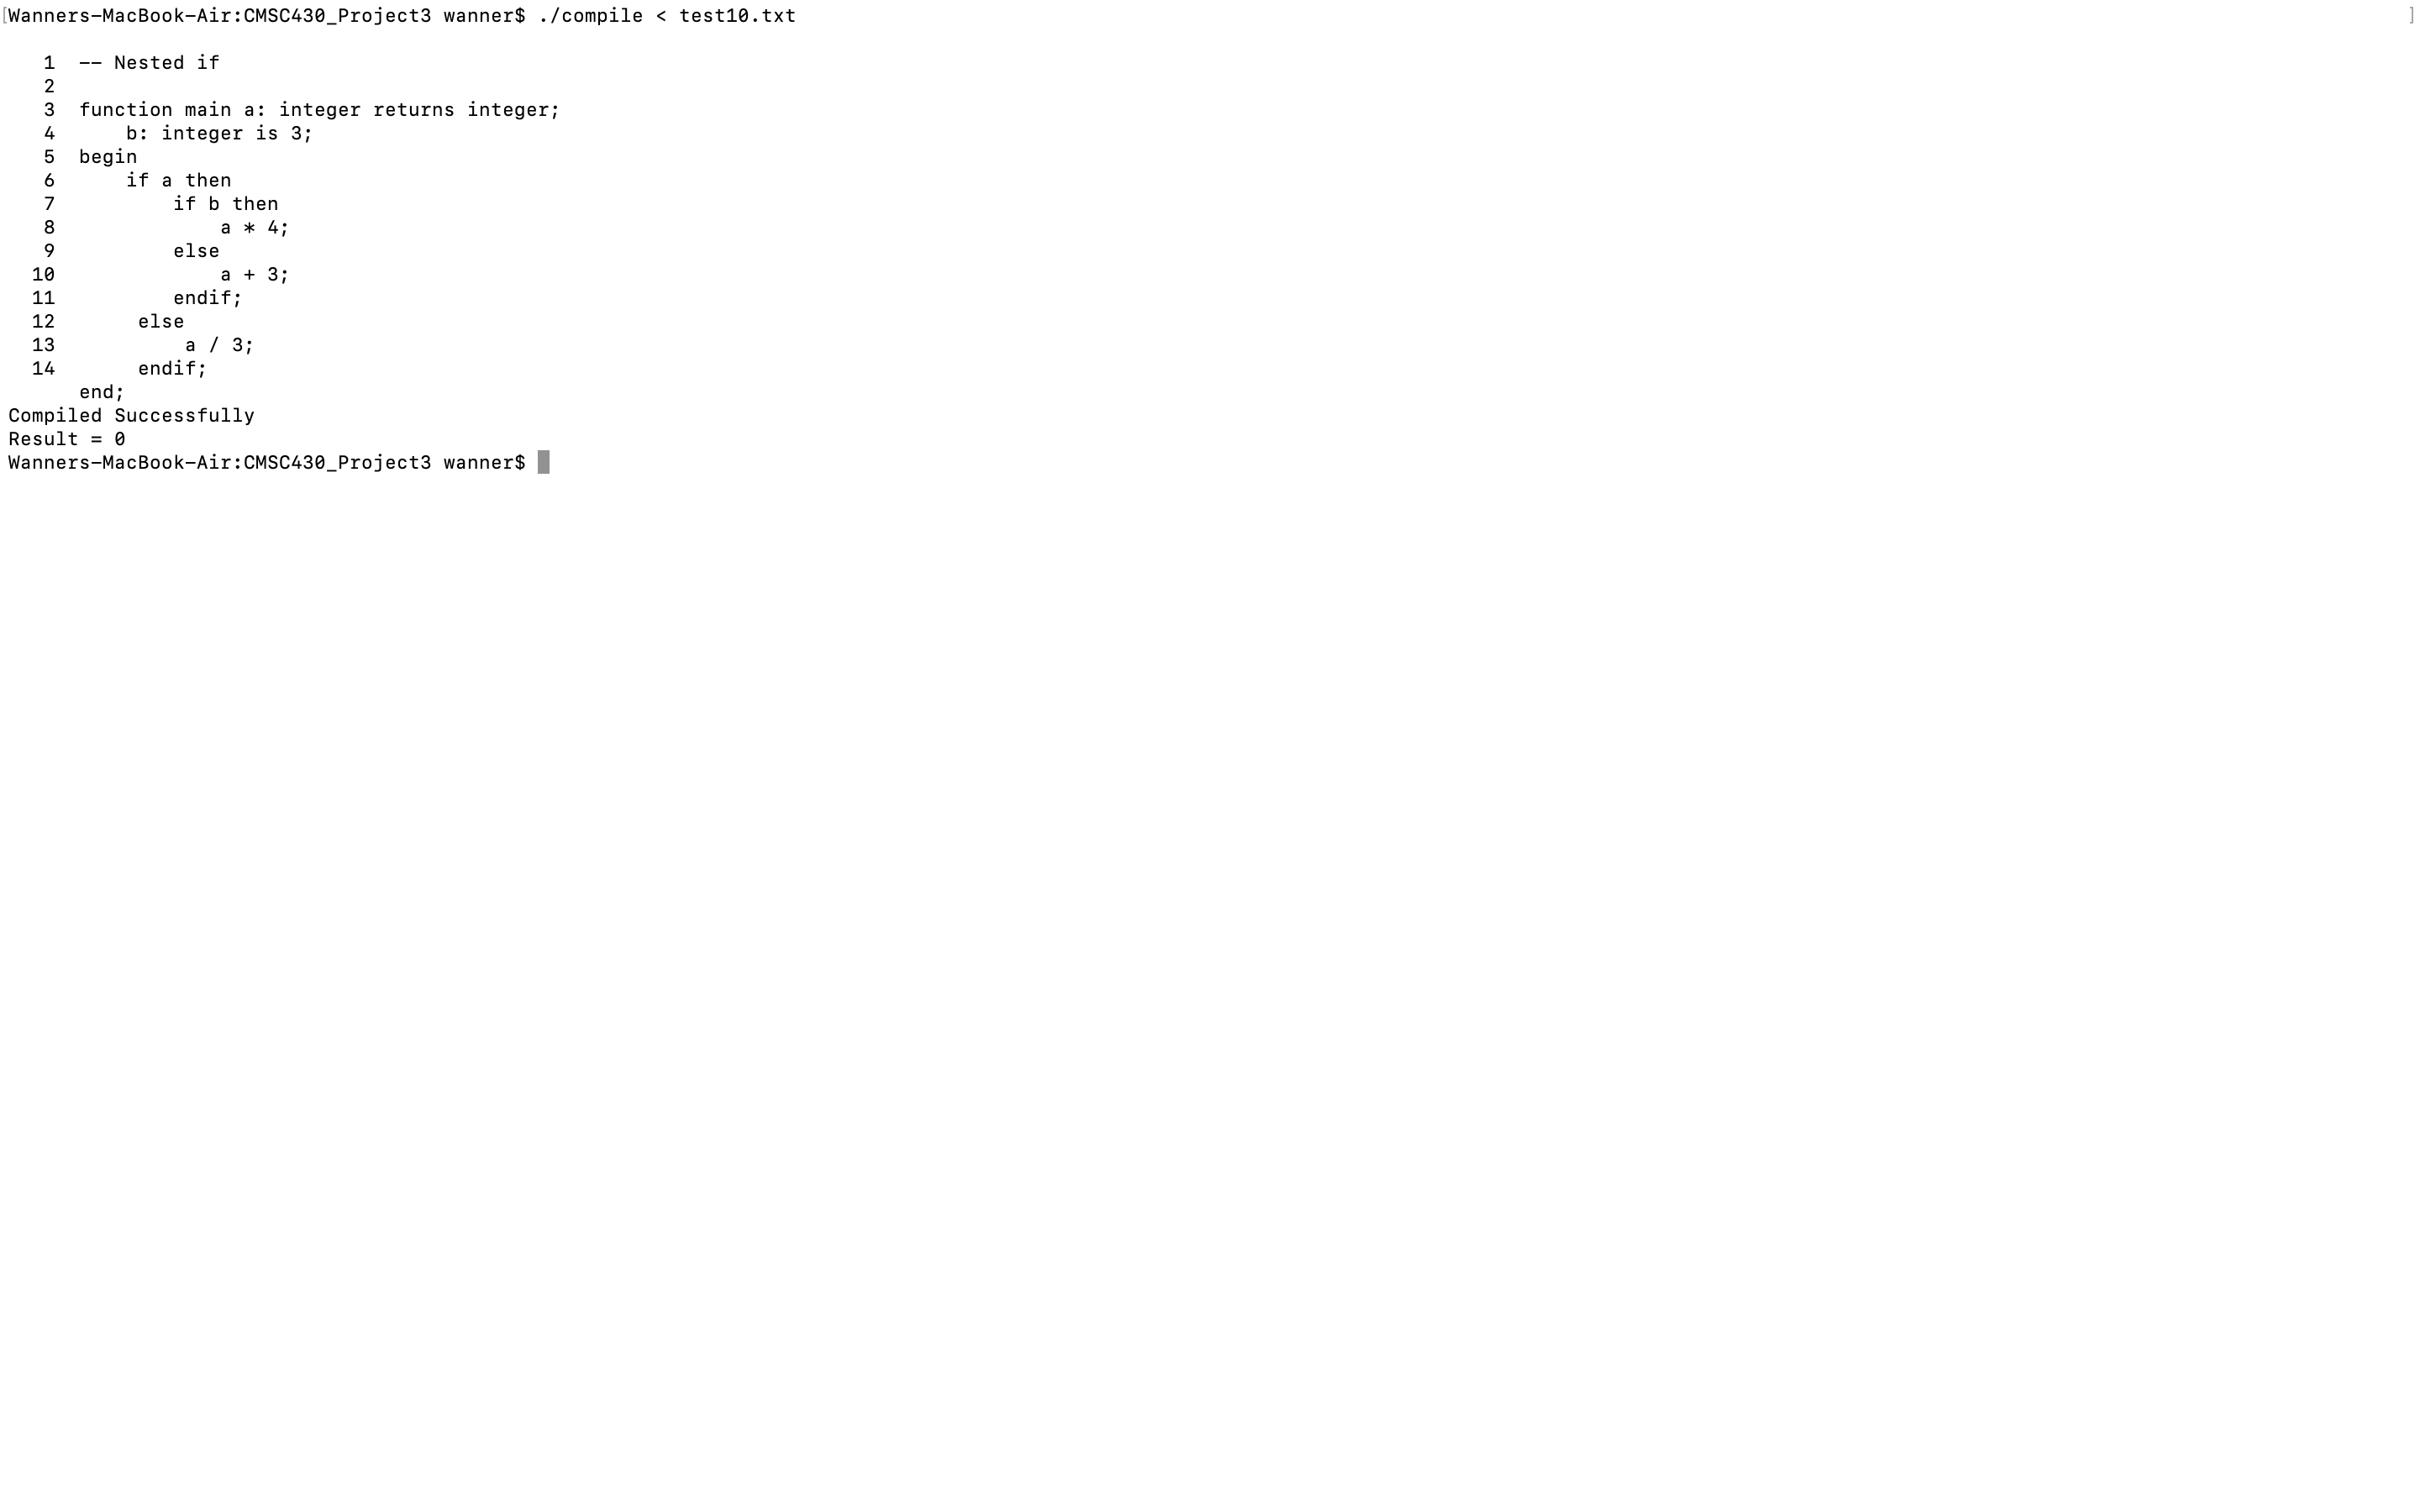 [Wanners-MacBook-Air:CMSC430_Project3 wanner$ ./compile < test10.txt ]
1 -- Nested if
2
3 function main a: integer returns integer;
4 b: integer is 3;
5 begin
6 if a then
7 if b then
8 a * 4;
9 else
10 a + 3;
11 endif;
12 else
13 a / 3;
14 endif;
end;
Compiled Successfully
Result = 0
Wanners-MacBook-Air:CMSC430_Project3 wanner$